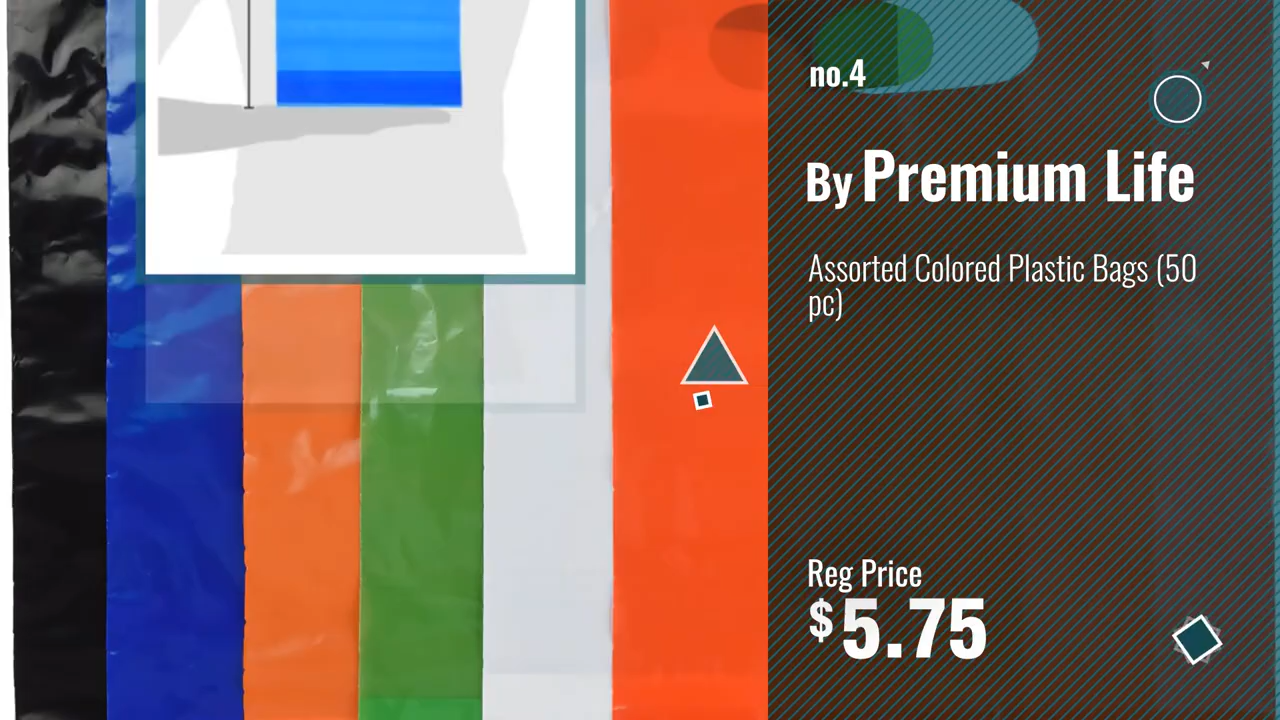 no.4
By Premium Life
Assorted Colored Plastic Bags (50
pc)
Reg Price
$5.75